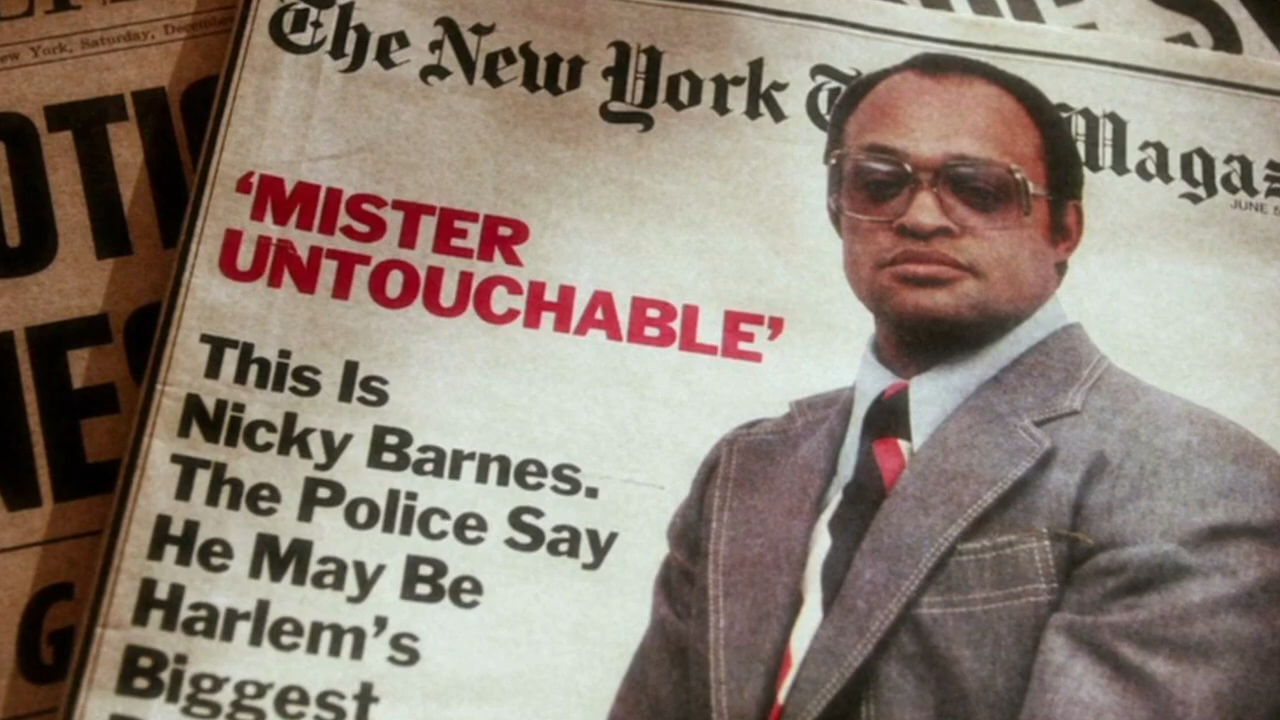 New York, Saturday,
The New York Magaz
JUNE
‘MISTER
UNTOUCHABLE’
This Is
Nicky Barnes.
The Police Say
He May Be
Harlem’s
Biggest